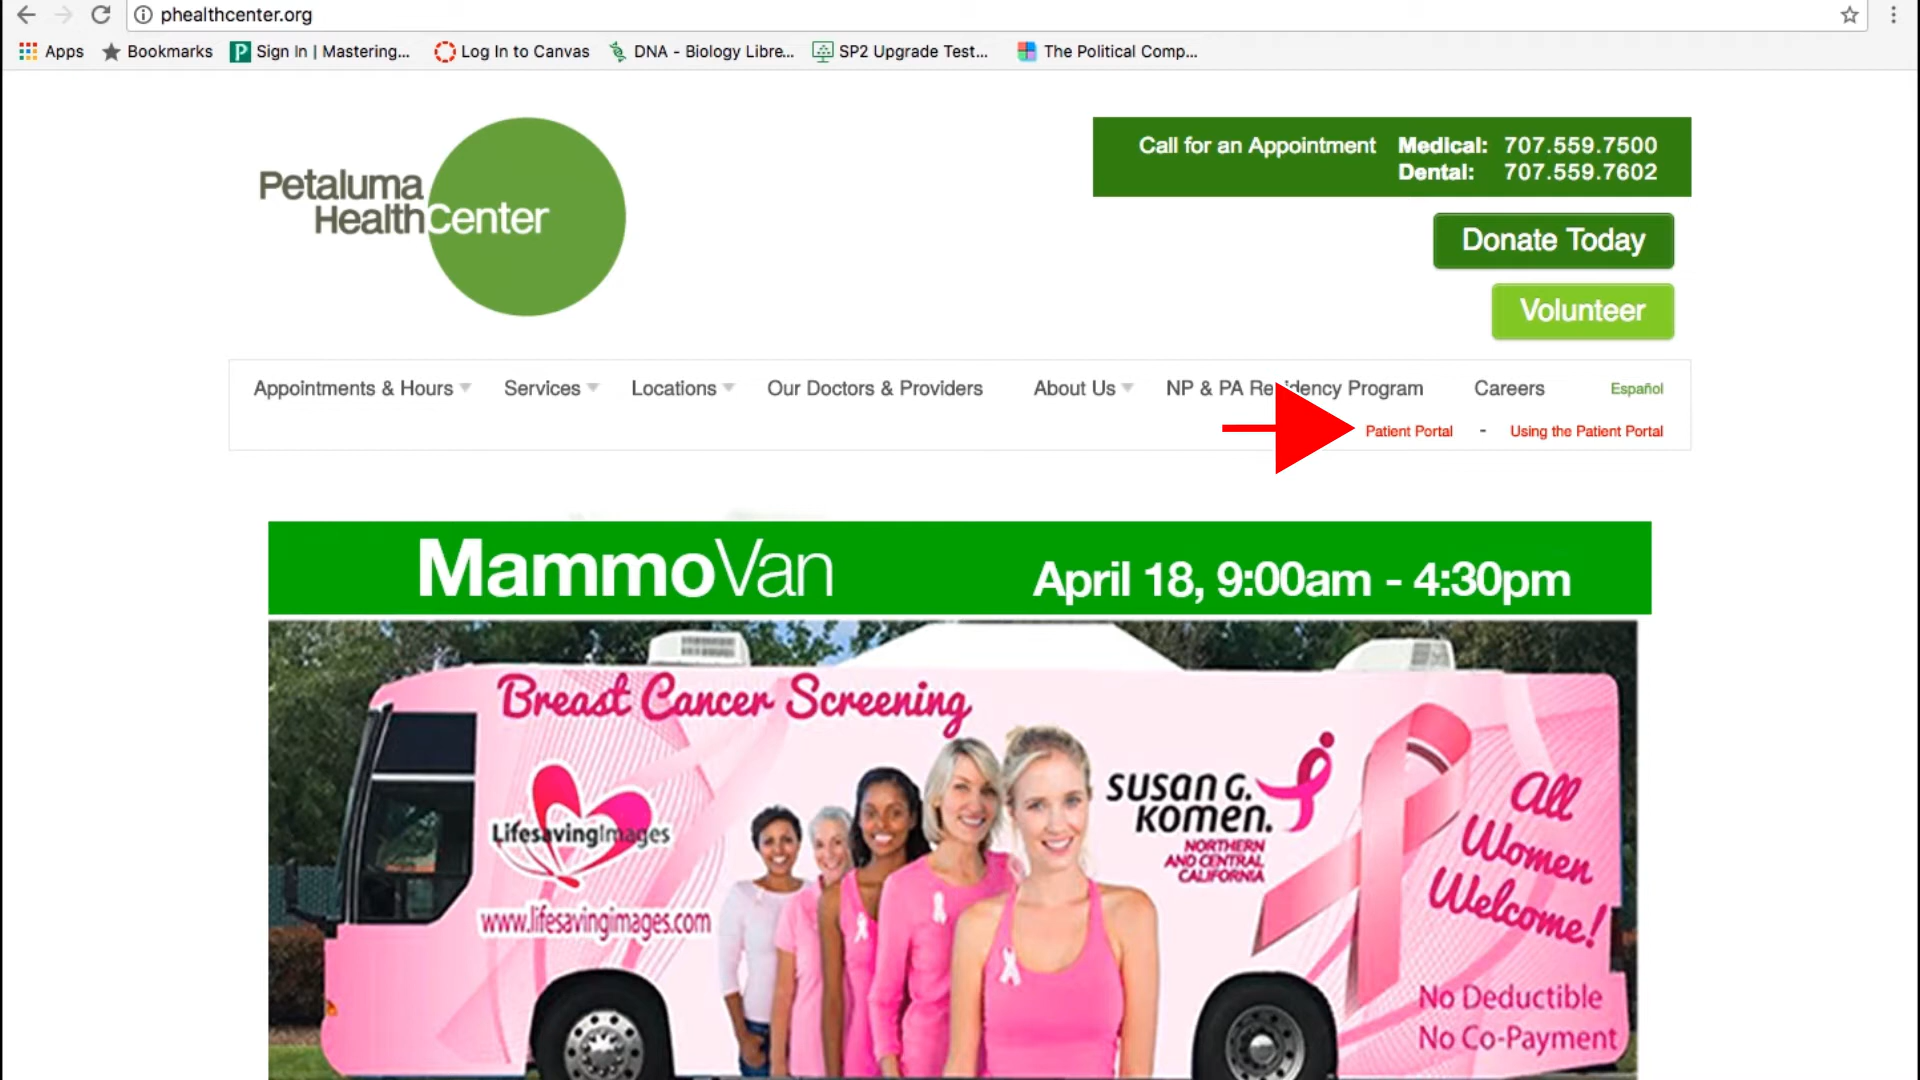 phealthcenter.org
Apps Bookmarks Sign In | Mastering... Log In to Canvas DNA - Biology Libre... SP2 Upgrade Test... The Political Comp...
Petaluma
HealthCenter
Call for an Appointment Medical: 707.559.7500
Dental: 707.559.7602
Donate Today
Volunteer
Appointments & Hours Services Locations Our Doctors & Providers About Us NP & PA Residency Program Careers Español
Patient Portal - Using the Patient Portal
MammoVan April 18, 9:00am - 4:30pm
Breast Cancer Screening
LifesavingImages
www.lifesavingimages.com
susan G.
komen.
NORTHERN
AND CENTRAL
CALIFORNIA
All
Women
Welcome!
No Deductible
No Co-Payment